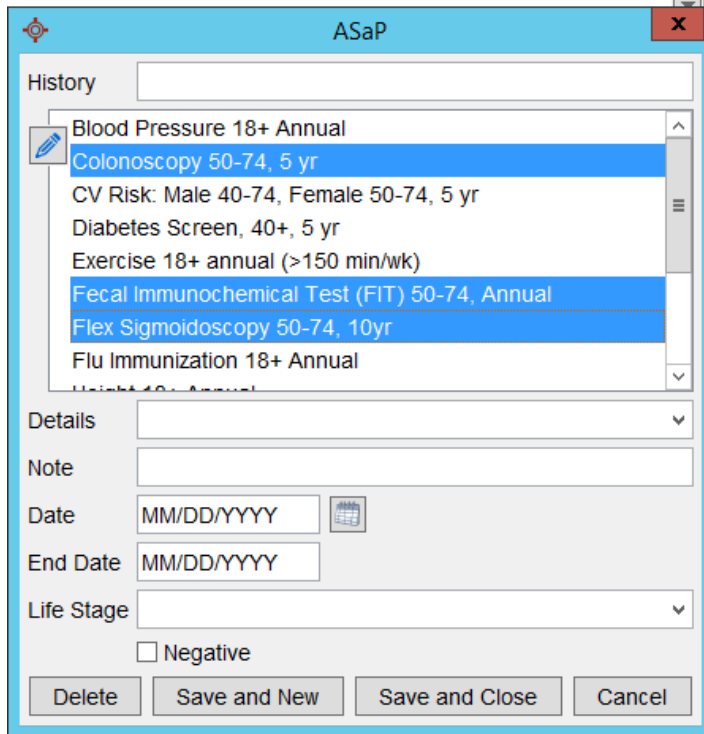 ASaP
x
History
Blood Pressure 18+ Annual
Colonoscopy 50-74, 5 yr
CV Risk: Male 40-74, Female 50-74, 5 yr
Diabetes Screen, 40+, 5 yr
Exercise 18+ annual (>150 min/wk)
Fecal Immunochemical Test (FIT) 50-74, Annual
Flex Sigmoidoscopy 50-74, 10yr
Flu Immunization 18+ Annual
Height 18+ Annual
Details
Note
Date MM/DD/YYYY
End Date MM/DD/YYYY
Life Stage
Negative
Delete Save and New Save and Close Cancel